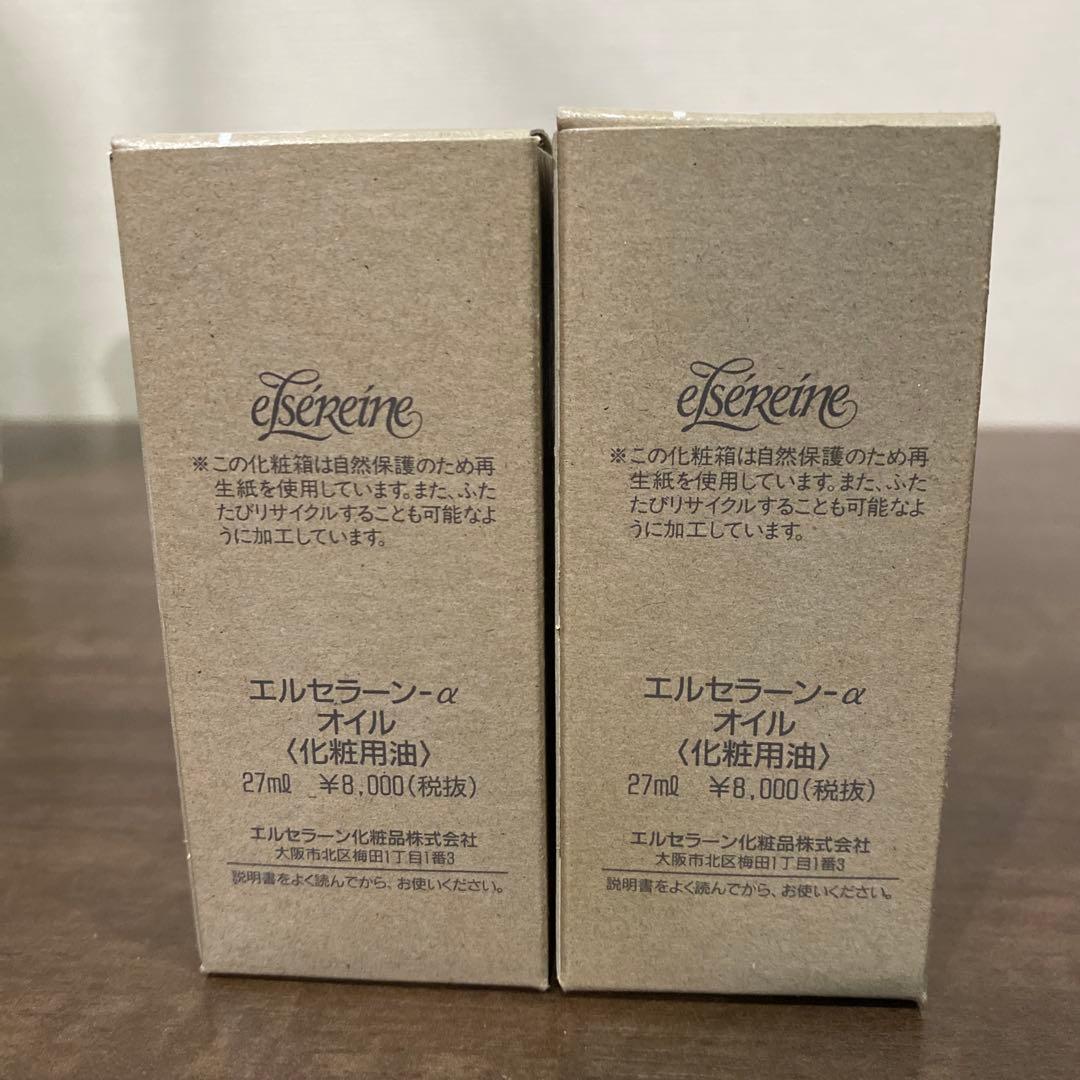 elséreine
※この化粧箱は自然保護のため再
生紙を使用しています。また、ふた
たびリサイクルすることも可能なよ
うに加工しています。
エルセラーン-α
オイル
〈化粧用油〉
27mℓ ¥8,000(税抜)
エルセラーン化粧品株式会社
大阪市北区梅田1丁目1番3
説明書をよく読んでから、お使いください。
elséreine
※この化粧箱は自然保護のため再
生紙を使用しています。また、ふた
たびリサイクルすることも可能なよ
うに加工しています。
エルセラーン-α
オイル
〈化粧用油〉
27mℓ ¥8,000(税抜)
エルセラーン化粧品株式会社
大阪市北区梅田1丁目1番3
説明書をよく読んでから、お使いください。